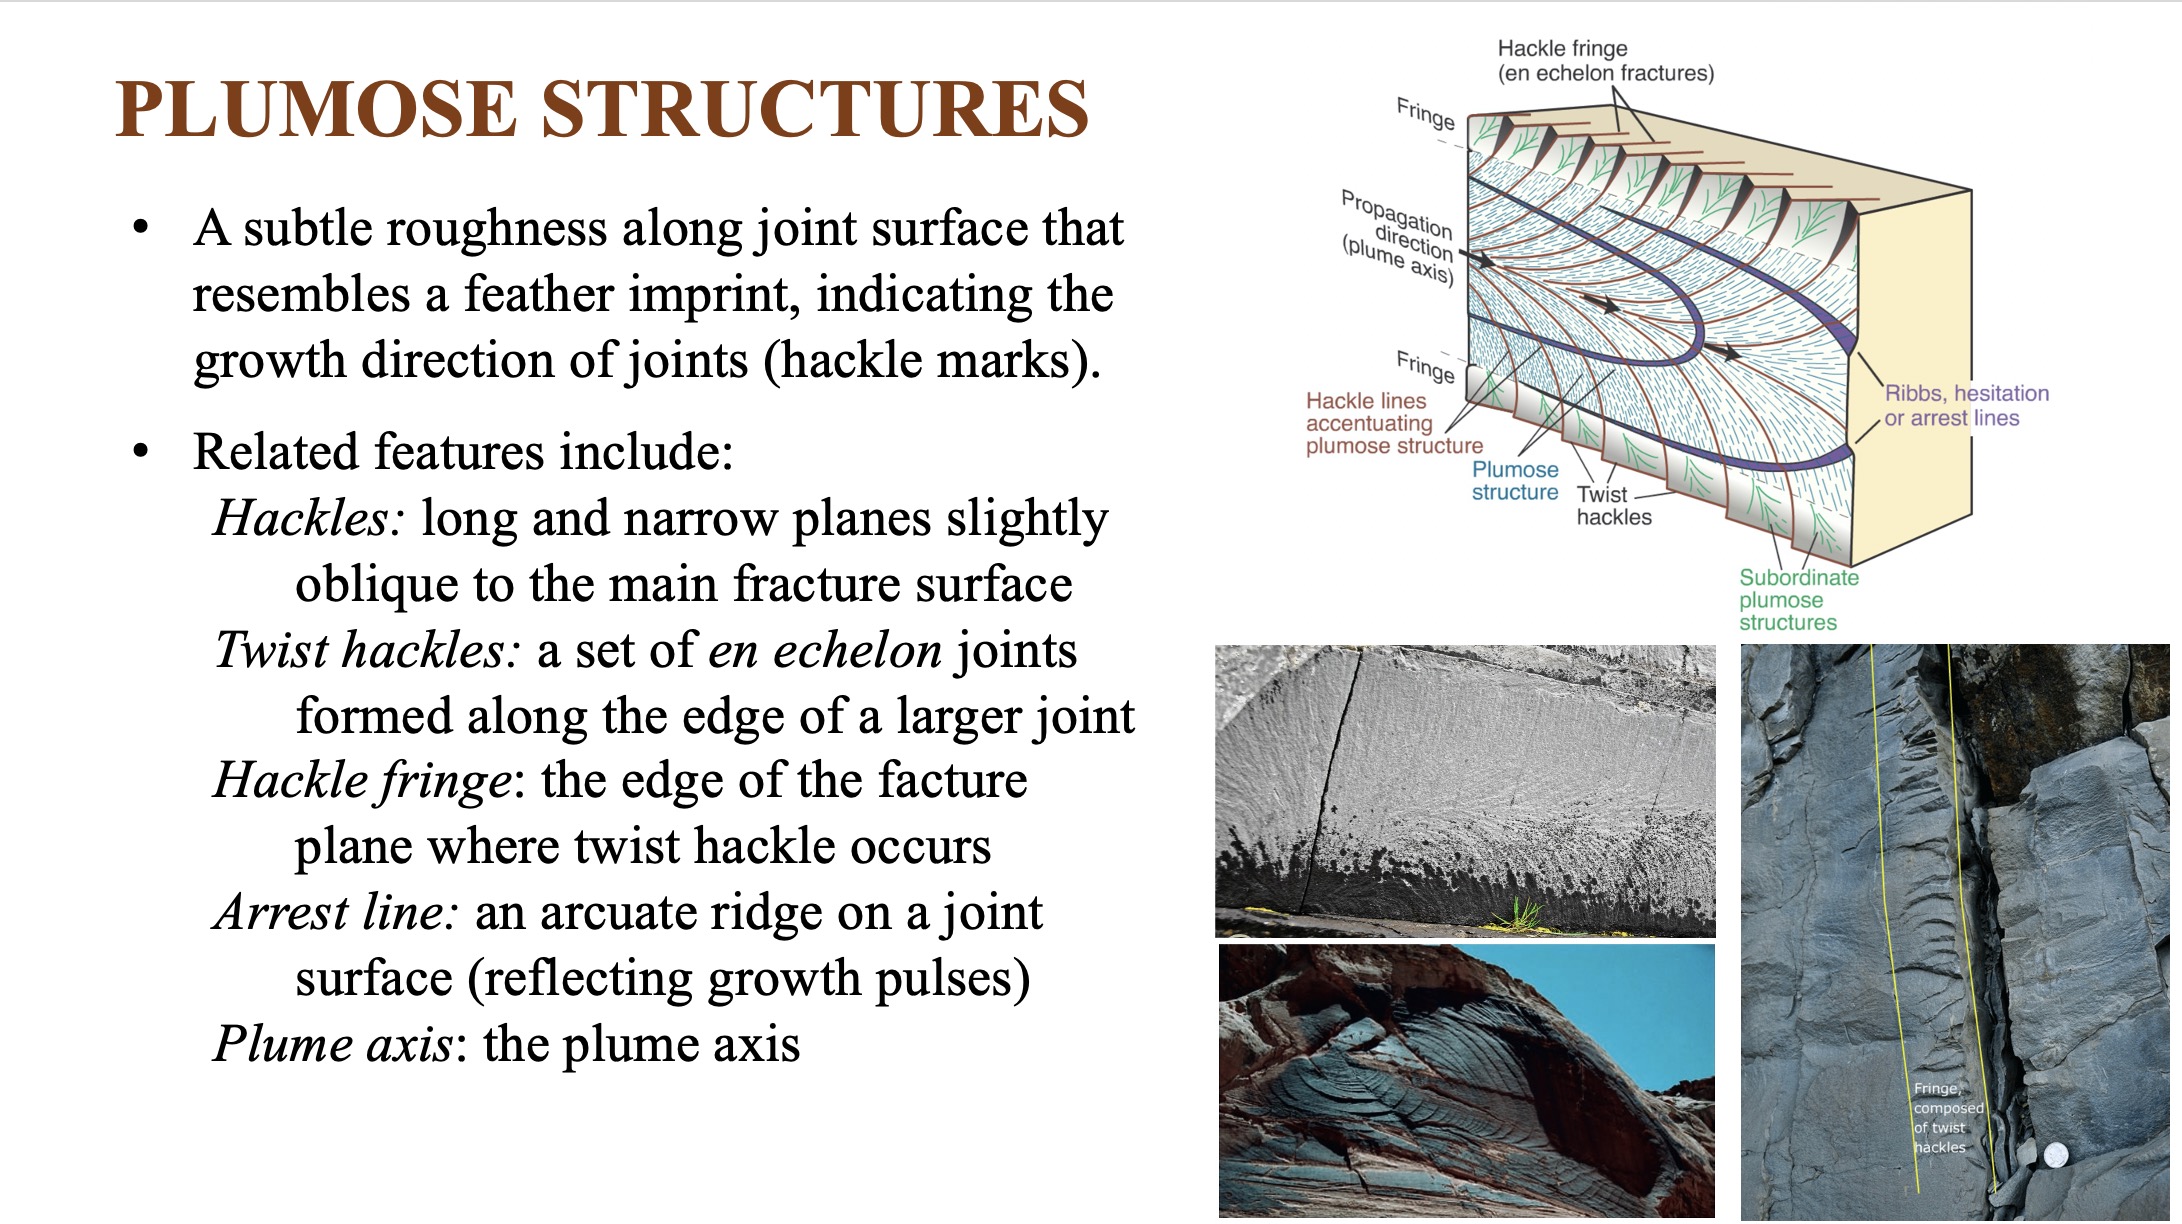 PLUMOSE STRUCTURES
• A subtle roughness along joint surface that
resembles a feather imprint, indicating the
growth direction of joints (hackle marks).
• Related features include:
Hackles: long and narrow planes slightly
oblique to the main fracture surface
Twist hackles: a set of en echelon joints
formed along the edge of a larger joint
Hackle fringe: the edge of the facture
plane where twist hackle occurs
Arrest line: an arcuate ridge on a joint
surface (reflecting growth pulses)
Plume axis: the plume axis
Hackle fringe
(en echelon fractures)
Fringe
Propagation
direction
(plume axis)
Fringe
Hackle lines
accentuating
plumose structure
Plumose
structure
Twist
hackles
Ribbs, hesitation
or arrest lines
Subordinate
plumose
structures
Fringe,
composed
of twist
hackles